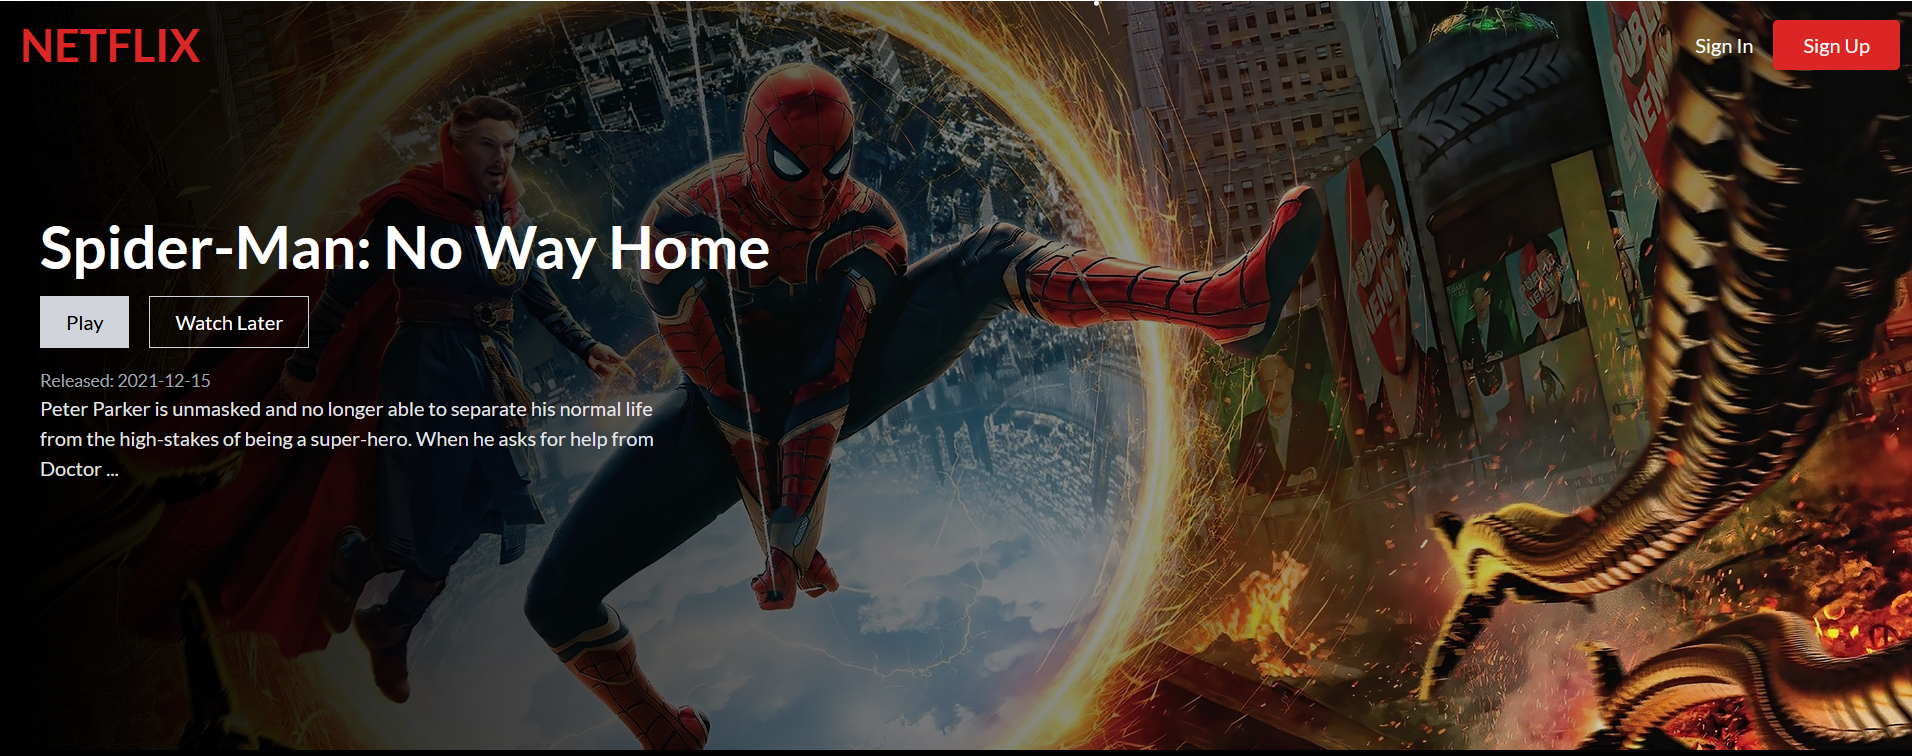 NETFLIX
Sign In
Sign Up
Spider-Man: No Way Home
Play
Watch Later
Released: 2021-12-15
Peter Parker is unmasked and no longer able to separate his normal life
from the high-stakes of being a super-hero. When he asks for help from
Doctor ...
PUBLIC
ENEMY
PUBLIC
ENEMY